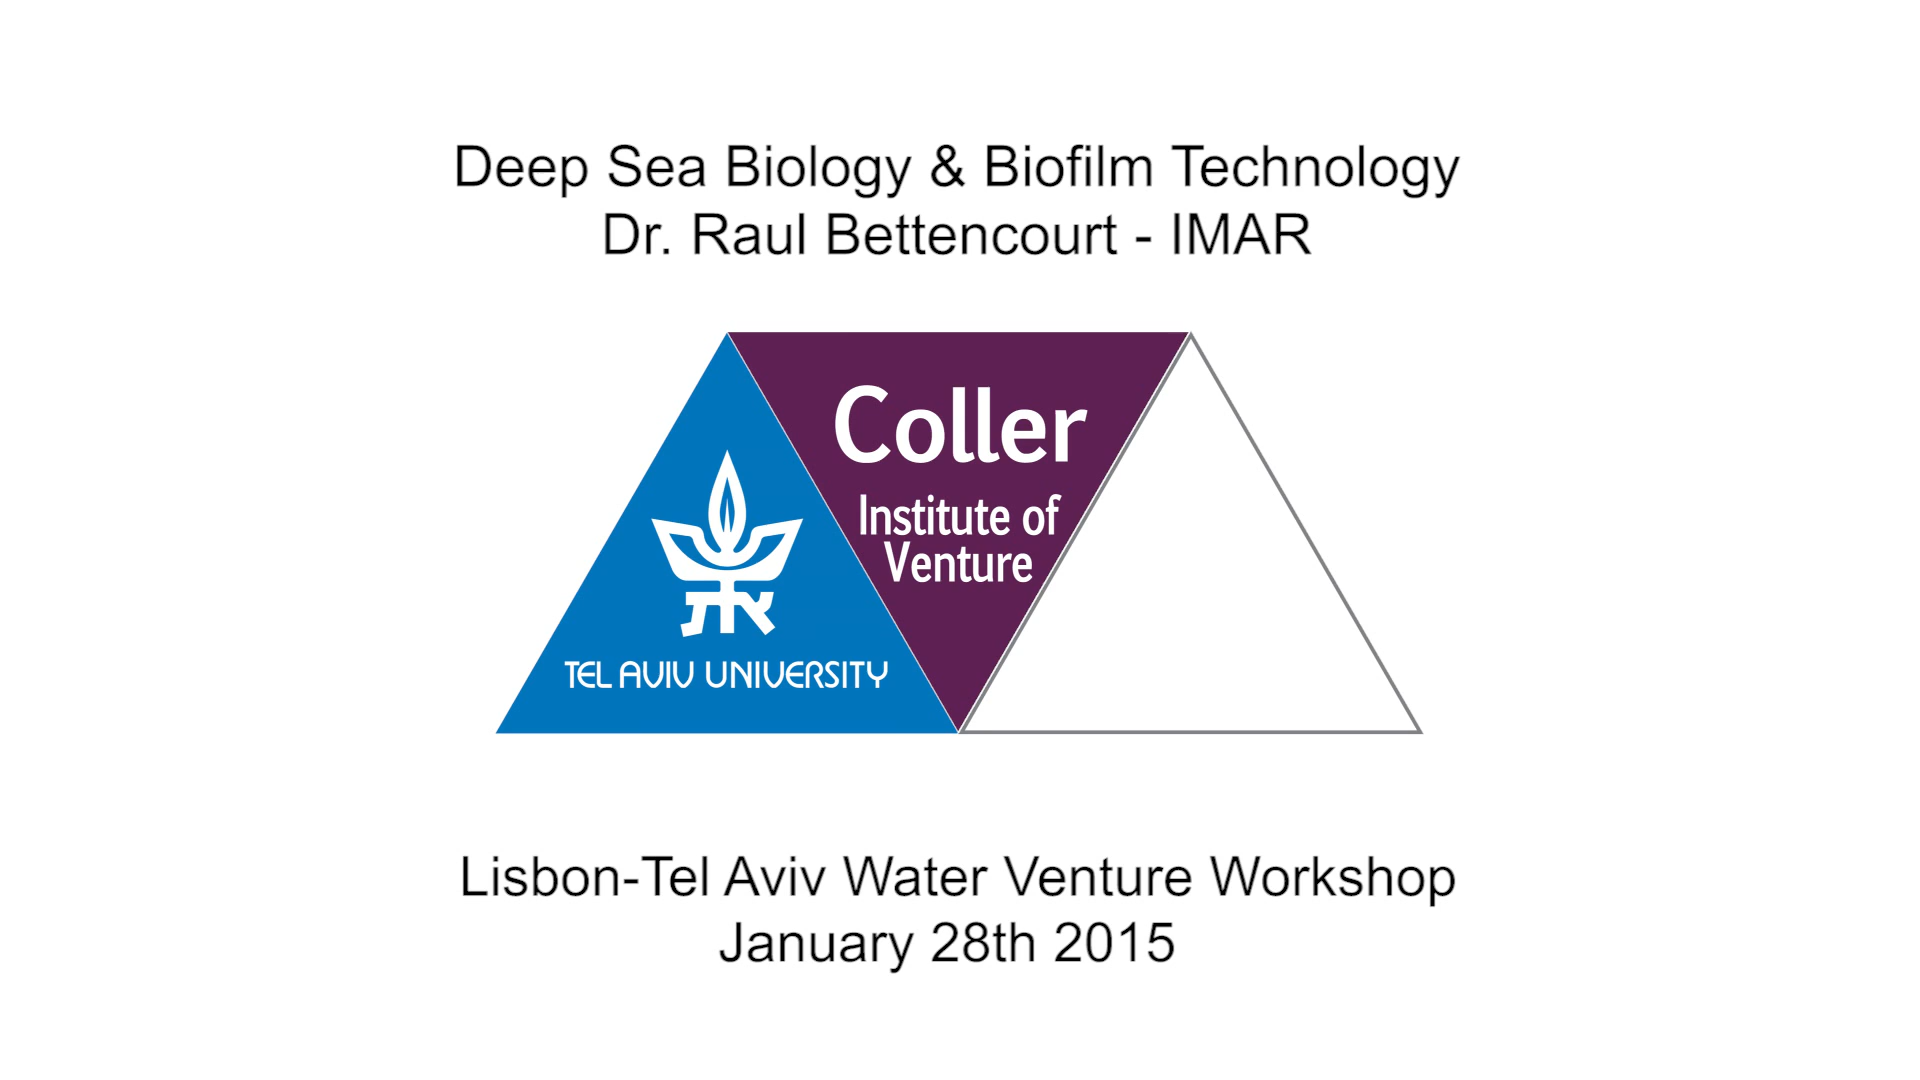 Deep Sea Biology & Biofilm Technology
Dr. Raul Bettencourt - IMAR
Coller
Institute of
Venture
את
TEL AVIV UNIVERSITY
Lisbon-Tel Aviv Water Venture Workshop
January 28th 2015